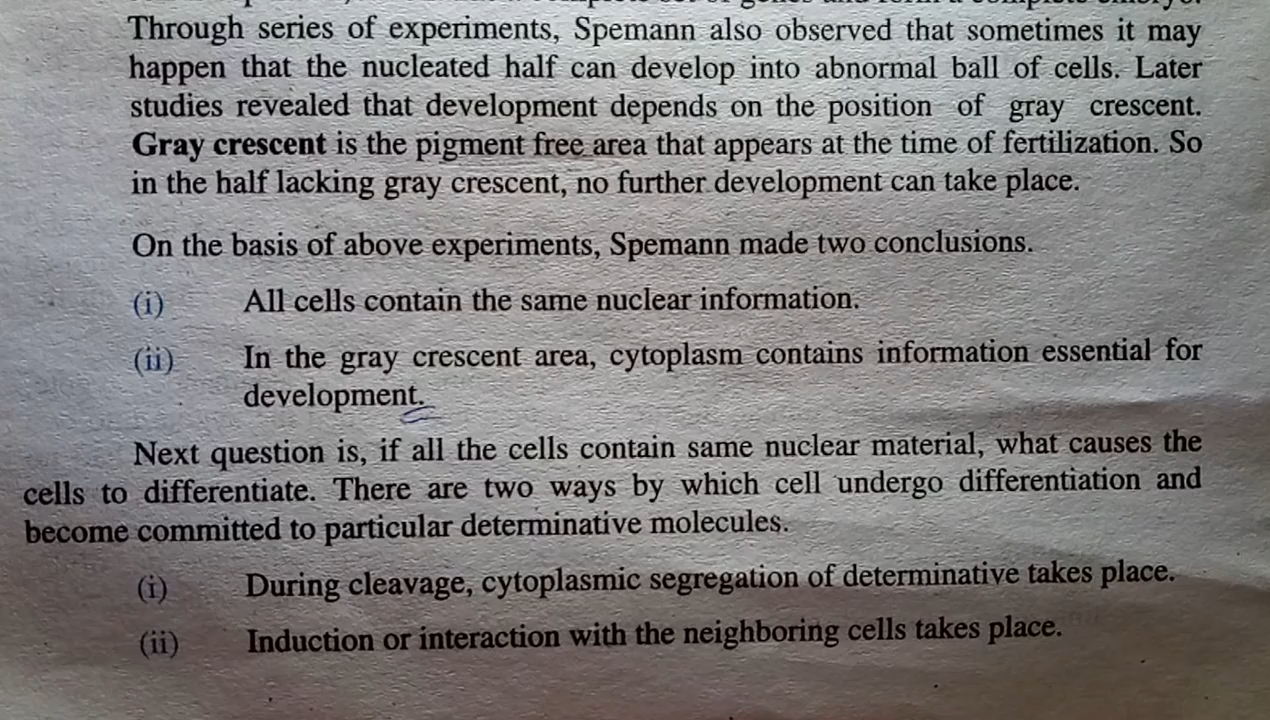 Through series of experiments, Spemann also observed that sometimes it may
happen that the nucleated half can develop into abnormal ball of cells. Later
studies revealed that development depends on the position of gray crescent.
Gray crescent is the pigment free area that appears at the time of fertilization. So
in the half lacking gray crescent, no further development can take place.
On the basis of above experiments, Spemann made two conclusions.
(i) All cells contain the same nuclear information.
(ii) In the gray crescent area, cytoplasm contains information essential for
development.
Next question is, if all the cells contain same nuclear material, what causes the
cells to differentiate. There are two ways by which cell undergo differentiation and
become committed to particular determinative molecules.
(i) During cleavage, cytoplasmic segregation of determinative takes place.
(ii) Induction or interaction with the neighboring cells takes place.